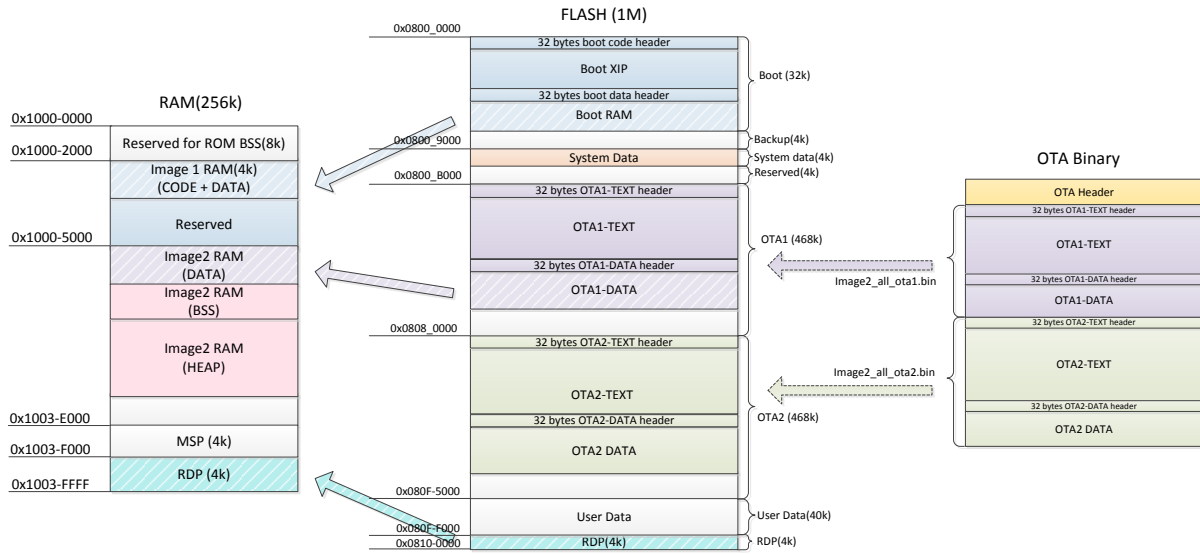 FLASH (1M)
0x0800_0000
32 bytes boot code header
Boot XIP
32 bytes boot data header
Boot RAM
Boot (32k)
0x0800_9000
Backup(4k)
System Data
System data(4k)
0x0800_B000
Reserved(4k)
32 bytes OTA1-TEXT header
OTA1-TEXT
32 bytes OTA1-DATA header
OTA1-DATA
OTA1 (468k)
0x0808_0000
32 bytes OTA2-TEXT header
OTA2-TEXT
32 bytes OTA2-DATA header
OTA2 DATA
OTA2 (468k)
0x080F-5000
User Data
User Data(40k)
0x080F-F000
RDP(4k)
RDP(4k)
0x0810-0000
RAM(256k)
0x1000-0000
Reserved for ROM BSS(8k)
0x1000-2000
Image 1 RAM(4k)
(CODE + DATA)
Reserved
0x1000-5000
Image2 RAM
(DATA)
Image2 RAM
(BSS)
Image2 RAM
(HEAP)
0x1003-E000
MSP (4k)
0x1003-F000
RDP (4k)
0x1003-FFFF
OTA Binary
OTA Header
32 bytes OTA1-TEXT header
OTA1-TEXT
32 bytes OTA1-DATA header
OTA1-DATA
Image2_all_ota1.bin
32 bytes OTA2-TEXT header
OTA2-TEXT
32 bytes OTA2-DATA header
OTA2 DATA
Image2_all_ota2.bin